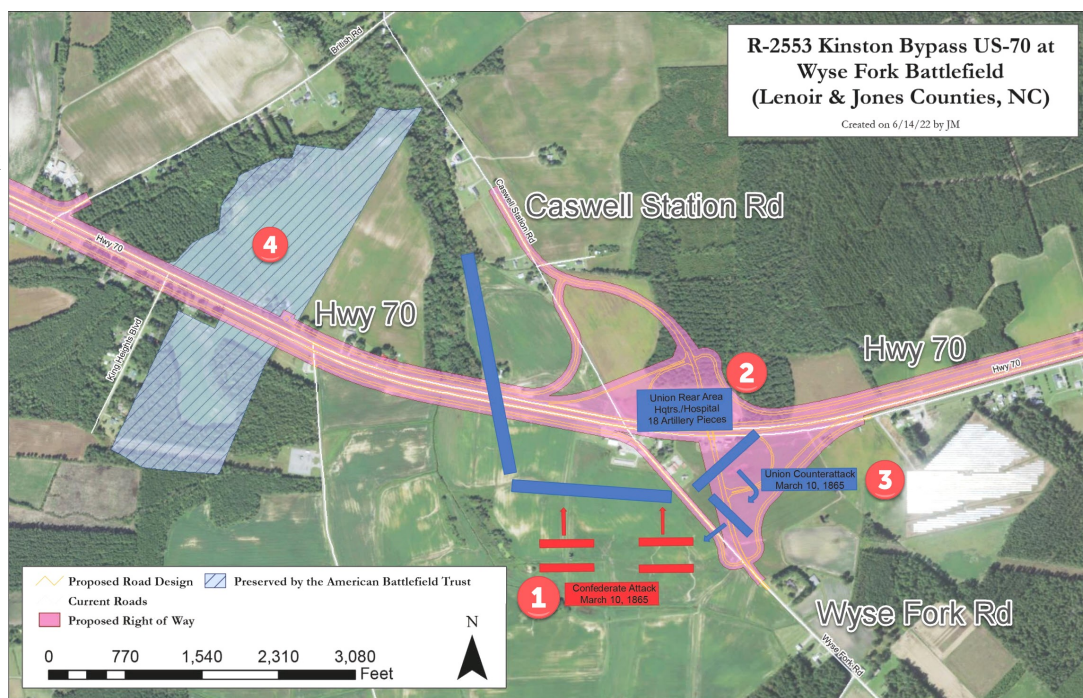 R-2553 Kinston Bypass US-70 at
Wyse Fork Battlefield
(Lenoir & Jones Counties, NC)
Created on 6/14/22 by JM
British Rd
Caswell Station Rd
Caswell Station Rd
4
Hwy 70
Hwy 70
King Heights Blvd
Hwy 70
Hwy 70
2
Union Rear Area
Hqtrs./Hospital
18 Artillery Pieces
Union Counterattack
March 10, 1865
3
1
Confederate Attack
March 10, 1865
Wyse Fork Rd
Wyse Fork Rd
Proposed Road Design
Preserved by the American Battlefield Trust
Current Roads
Proposed Right of Way
N
0 770 1,540 2,310 3,080
Feet